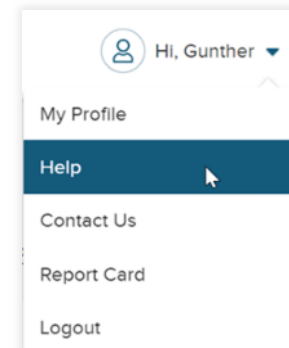 Hi, Gunther
My Profile
Help
Contact Us
Report Card
Logout